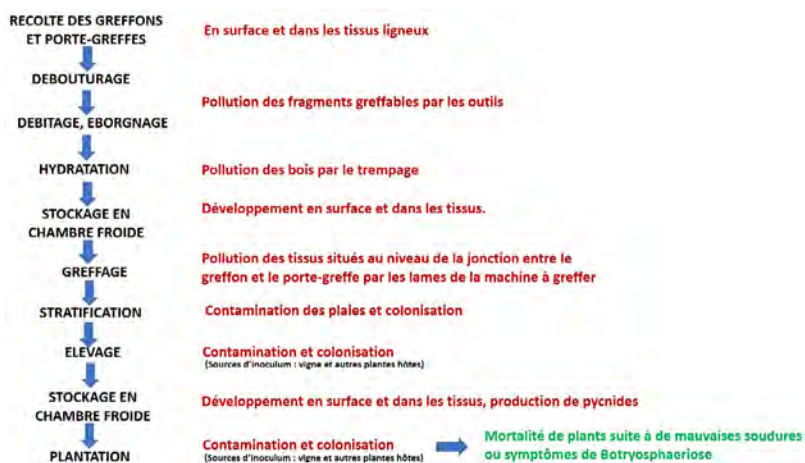 RECOLTE DES GREFFONS
ET PORTE-GREFFES
En surface et dans les tissus ligneux
DEBOUTURAGE
Pollution des fragments greffables par les outils
DEBITAGE, EBORGNAGE
HYDRATATION
Pollution des bois par le trempage
STOCKAGE EN
CHAMBRE FROIDE
Développement en surface et dans les tissus.
GREFFAGE
Pollution des tissus situés au niveau de la jonction entre le
greffon et le porte-greffe par les lames de la machine à greffer
STRATIFICATION
Contamination des plaies et colonisation
ELEVAGE
Contamination et colonisation
(Sources d'inoculum : vigne et autres plantes hôtes)
STOCKAGE EN
CHAMBRE FROIDE
Développement en surface et dans les tissus, production de pycnides
PLANTATION
Contamination et colonisation
(Sources d'inoculum : vigne et autres plantes hôtes)
Mortalité de plants suite à de mauvaises soudures
ou symptômes de Botryosphaeriose